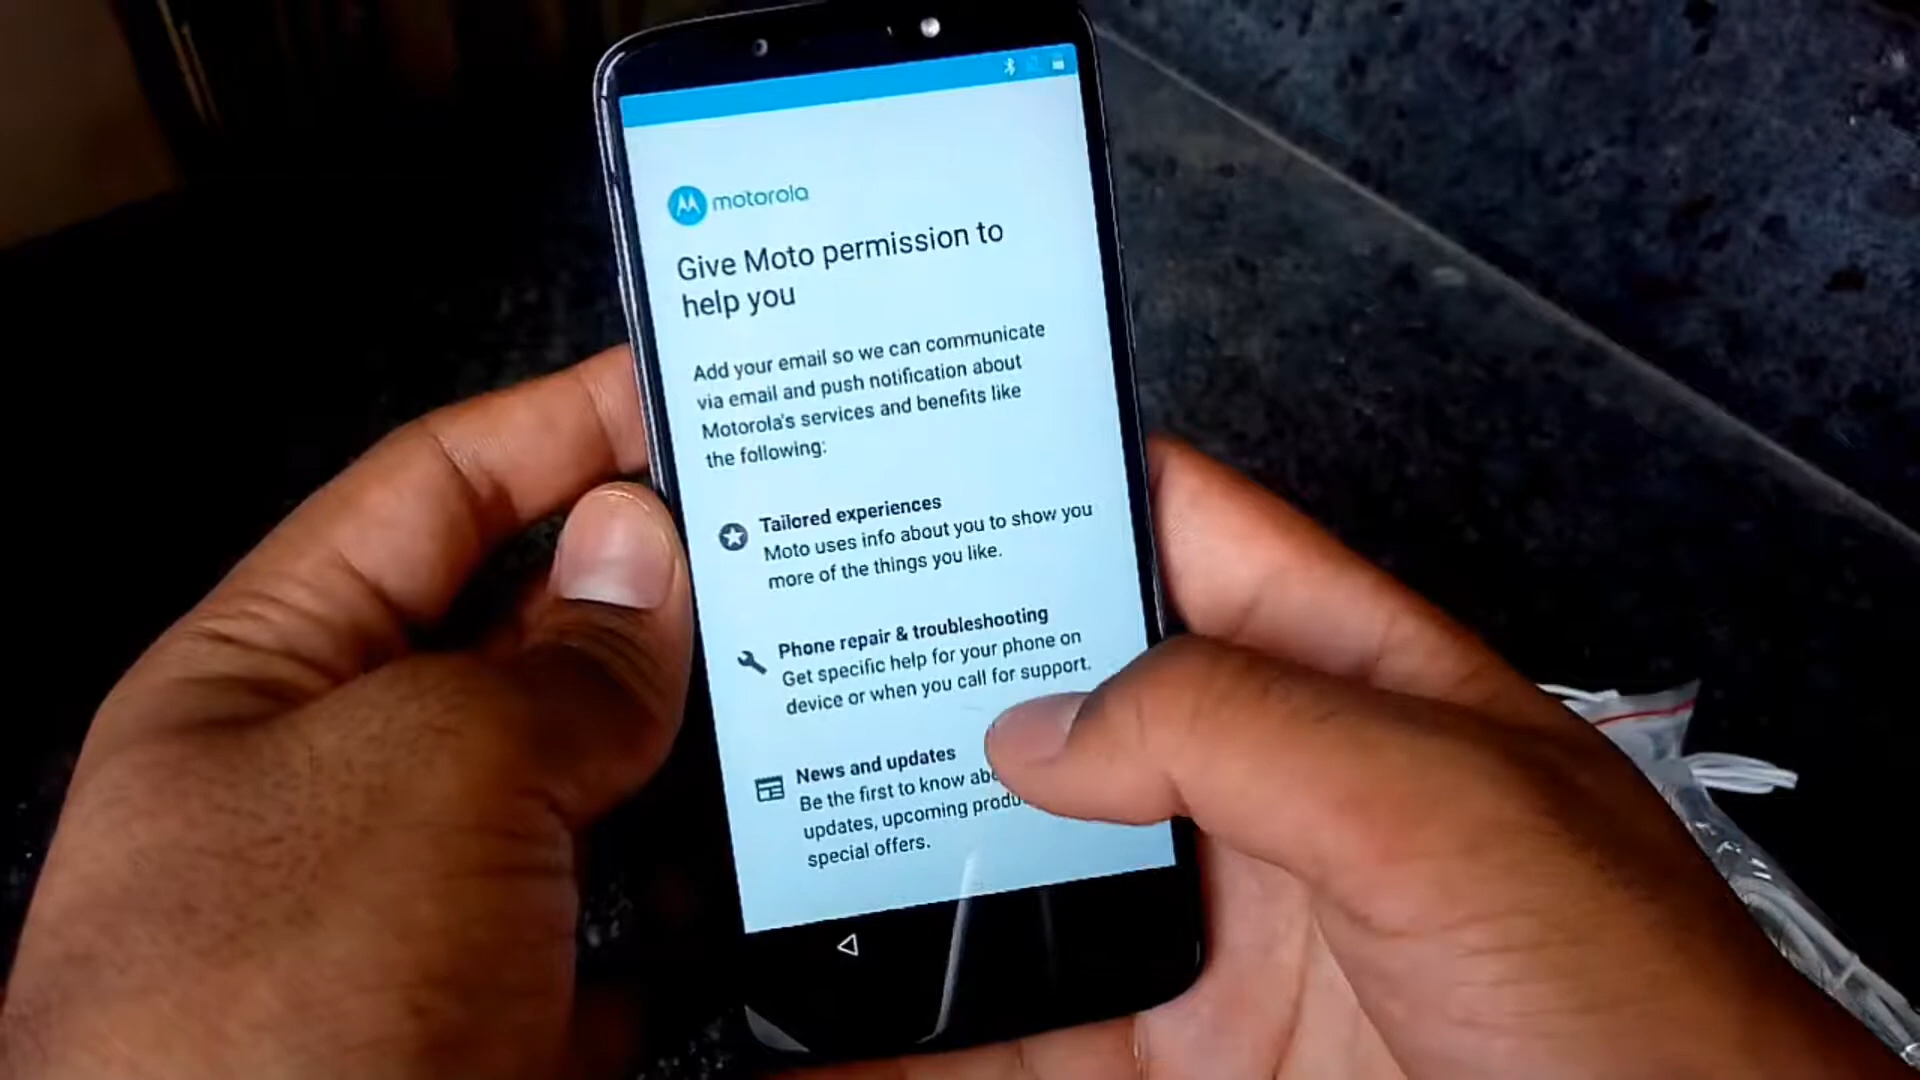 motorola
Give Moto permission to
help you
Add your email so we can communicate
via email and push notification about
Motorola's services and benefits like
the following:
Tailored experiences
Moto uses info about you to show you
more of the things you like.
Phone repair & troubleshooting
Get specific help for your phone on
device or when you call for support.
News and updates
Be the first to know
updates, upcoming
special offers.